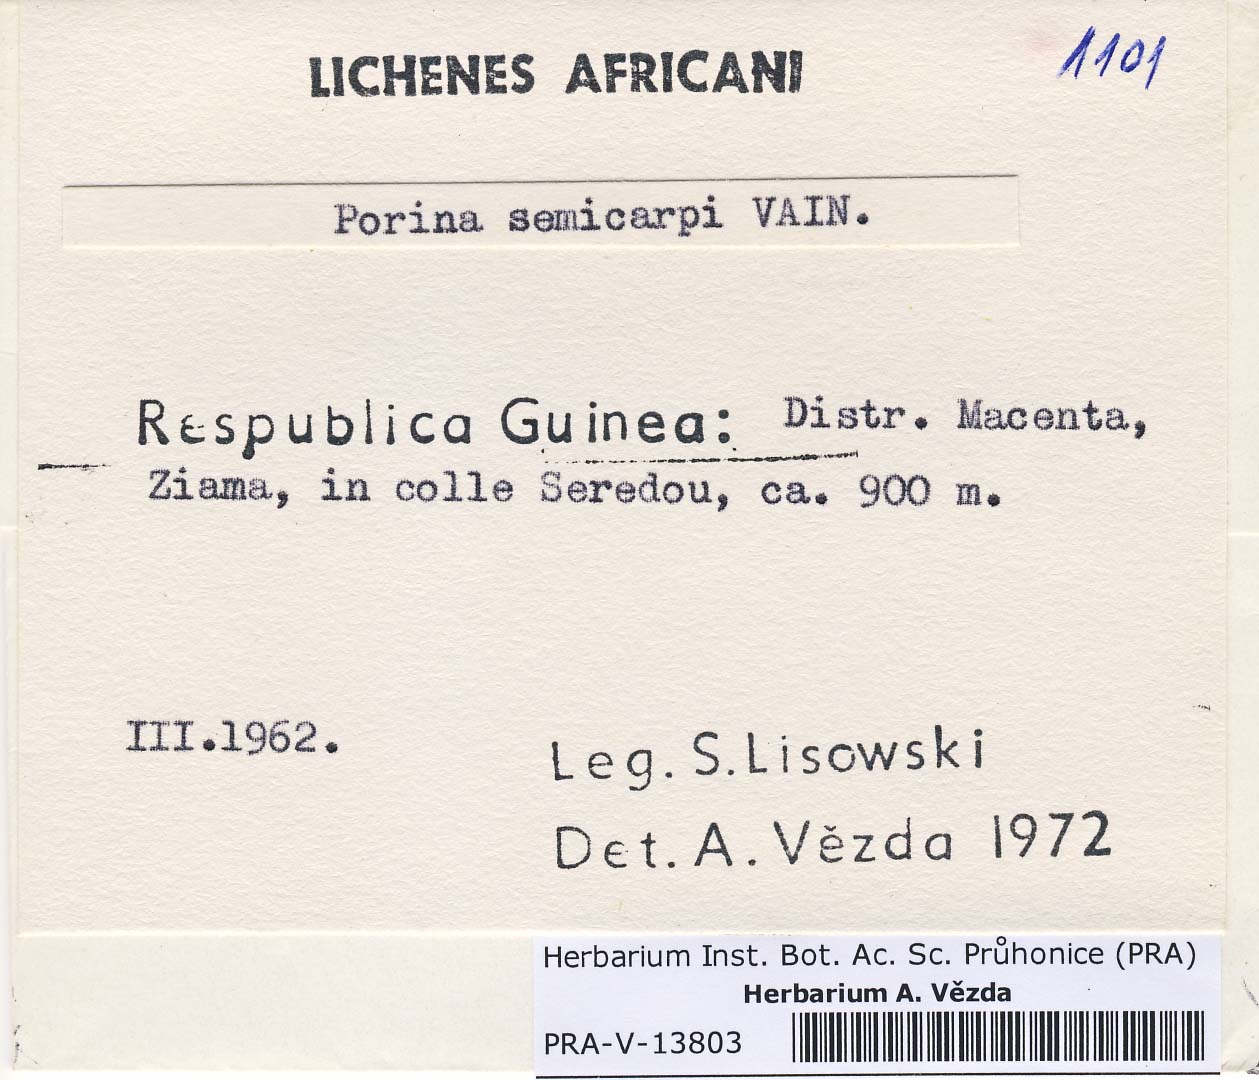 1101
LICHENES AFRICANI
Porina semicarpi VAIN.
Respublica Guinea: Distr. Macenta,
Ziama, in colle Seredou, ca. 900 m.
III.1962.
Leg. S. Lisowski
Det. A. Vězda 1972
Herbarium Inst. Bot. Ac. Sc. Průhonice (PRA)
Herbarium A. Vězda
PRA-V-13803